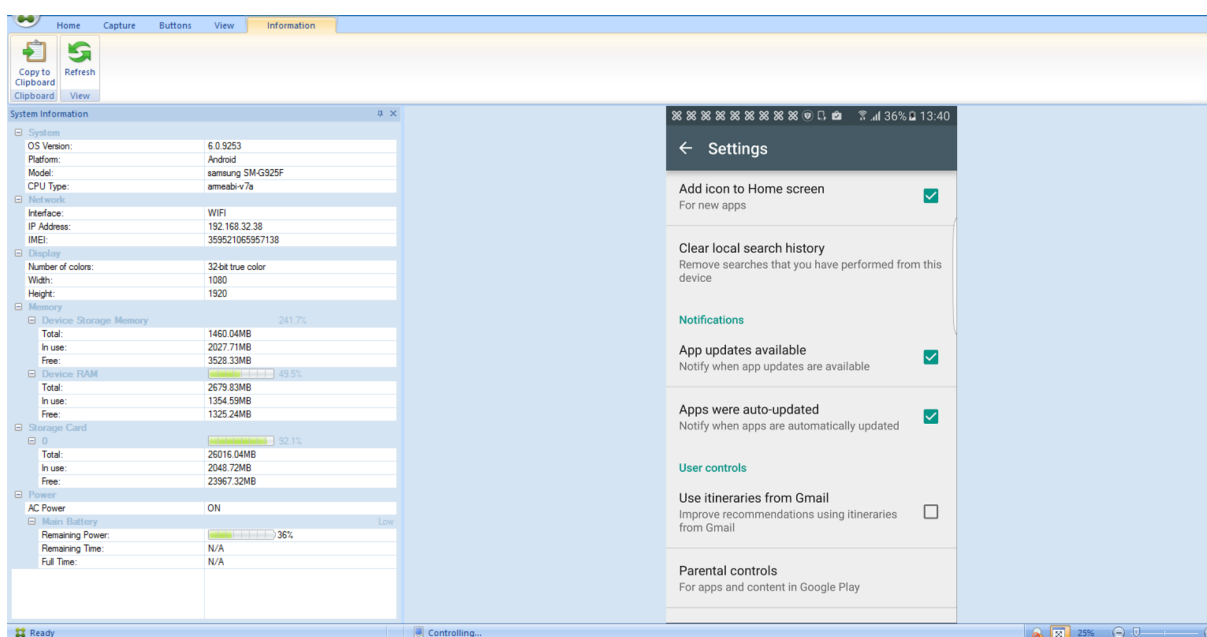 Home Capture Buttons View Information
Copy to
Clipboard
Refresh
Clipboard View
System Information
System
OS Version: 6.0.9253
Platform: Android
Model: samsung SM-G925F
CPU Type: armeabi-v7a
Network
Interface: WIFI
IP Address: 192.168.32.38
IMEI: 359521065957138
Display
Number of colors: 32-bit true color
Width: 1080
Height: 1920
Memory
Device Storage Memory 241.7%
Total: 1460.04MB
In use: 2027.71MB
Free: 3528.33MB
Device RAM 49.5%
Total: 2679.83MB
In use: 1354.59MB
Free: 1325.24MB
Storage Card
0 92.1%
Total: 26016.04MB
In use: 2048.72MB
Free: 23967.32MB
Power
AC Power ON
Main Battery Low
Remaining Power: 36%
Remaining Time: N/A
Full Time: N/A
Ready
36% 13:40
Settings
Add icon to Home screen
For new apps
Clear local search history
Remove searches that you have performed from this
device
Notifications
App updates available
Notify when app updates are available
Apps were auto-updated
Notify when apps are automatically updated
User controls
Use itineraries from Gmail
Improve recommendations using itineraries
from Gmail
Parental controls
For apps and content in Google Play
Controlling...
25%